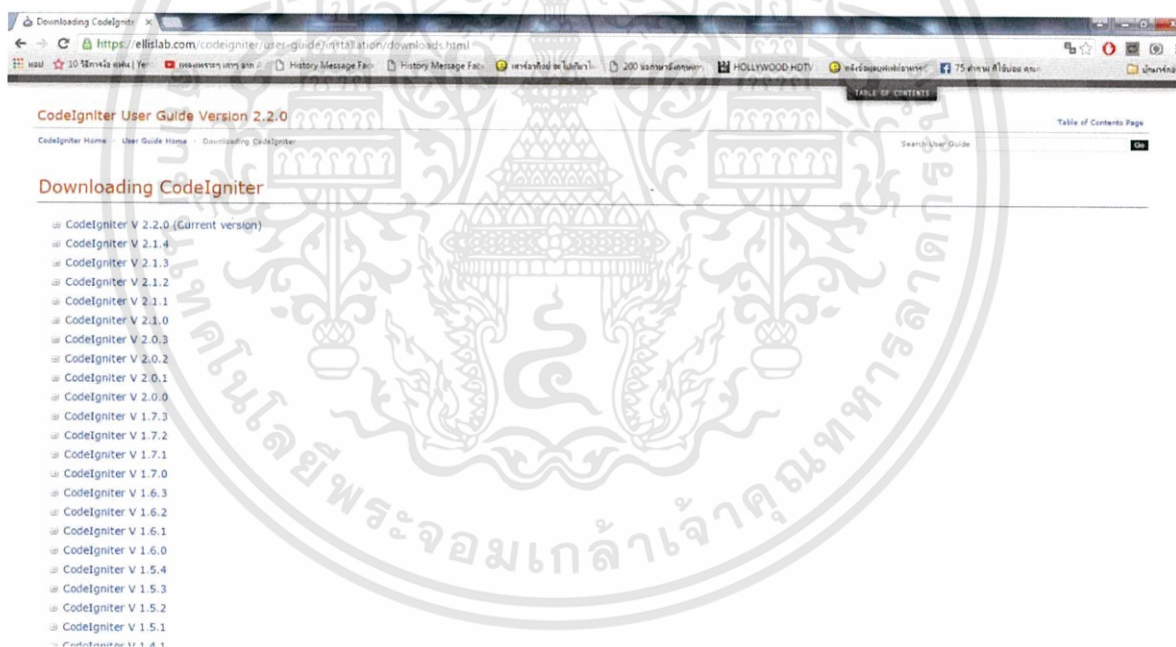 Downloading CodeIgnite
https://ellislab.com/codeigniter/user-guide/installation/downloads.html
History Message Fac
History Message Fac
HOLLYWOOD HDTV
TABLE OF CONTENTS
CodeIgniter User Guide Version 2.2.0
Table of Contents Page
CodeIgniter Home
User Guide Home
Downloading CodeIgniter
Search User Guide
Go
Downloading CodeIgniter
CodeIgniter V 2.2.0 (Current version)
CodeIgniter V 2.1.4
CodeIgniter V 2.1.3
CodeIgniter V 2.1.2
CodeIgniter V 2.1.1
CodeIgniter V 2.1.0
CodeIgniter V 2.0.3
CodeIgniter V 2.0.2
CodeIgniter V 2.0.1
CodeIgniter V 2.0.0
CodeIgniter V 1.7.3
CodeIgniter V 1.7.2
CodeIgniter V 1.7.1
CodeIgniter V 1.7.0
CodeIgniter V 1.6.3
CodeIgniter V 1.6.2
CodeIgniter V 1.6.1
CodeIgniter V 1.6.0
CodeIgniter V 1.5.4
CodeIgniter V 1.5.3
CodeIgniter V 1.5.2
CodeIgniter V 1.5.1
CodeIgniter V 1.4.1
เทคโนโลยีพระจอมเกล้าเจ้าคุณทหารลาดกระบัง